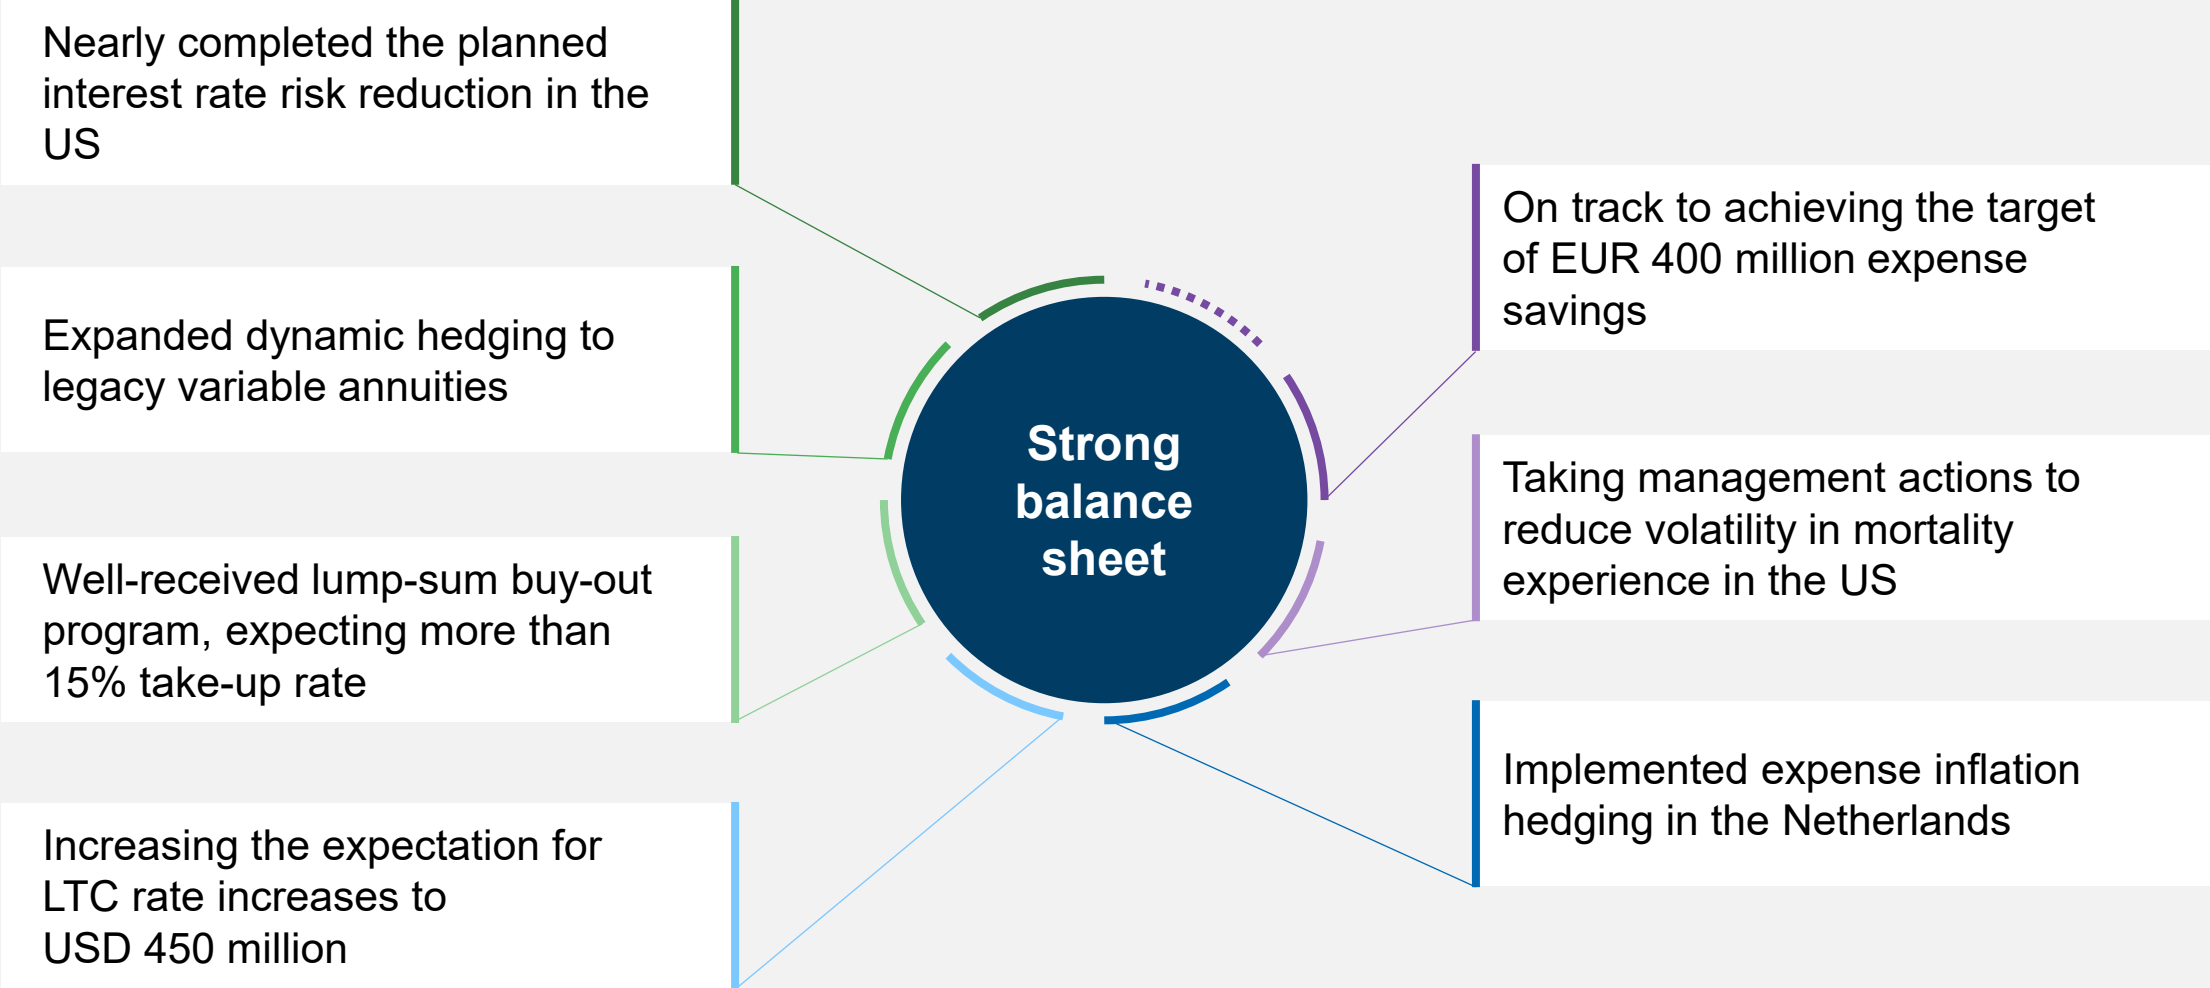 Nearly completed the planned
interest rate risk reduction in the
US
Expanded dynamic hedging to
legacy variable annuities
Well-received lump-sum buy-out
program, expecting more than
15% take-up rate
Increasing the expectation for
LTC rate increases to
USD 450 million
Strong
balance
sheet
On track to achieving the target
of EUR 400 million expense
savings
Taking management actions to
reduce volatility in mortality
experience in the US
Implemented expense inflation
hedging in the Netherlands